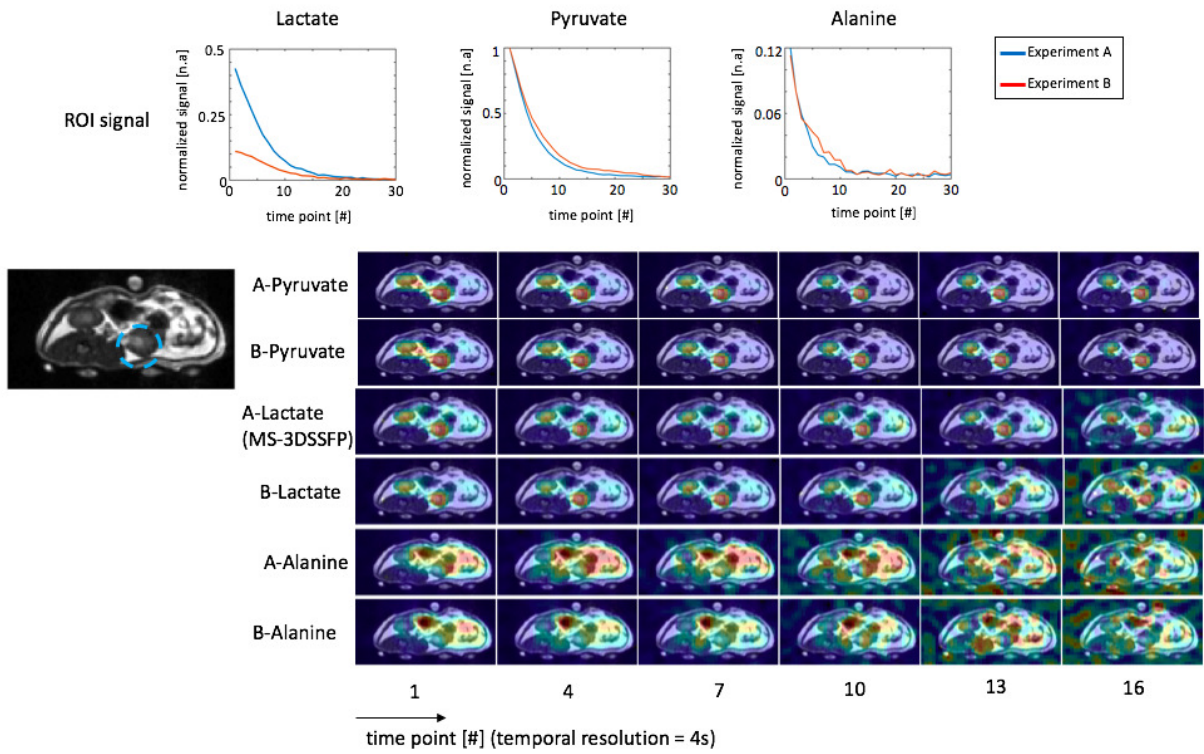 Lactate
Pyruvate
Alanine
ROI signal
normalized signal [n.a]
0.5
0.25
0
0
10
20
30
time point [#]
normalized signal [n.a]
1
0.5
0
0
10
20
30
time point [#]
normalized signal [n.a]
0.12
0.06
0
0
10
20
30
time point [#]
Experiment A
Experiment B
A-Pyruvate
B-Pyruvate
A-Lactate
(MS-3DSSFP)
B-Lactate
A-Alanine
B-Alanine
1
4
7
10
13
16
time point [#] (temporal resolution = 4s)